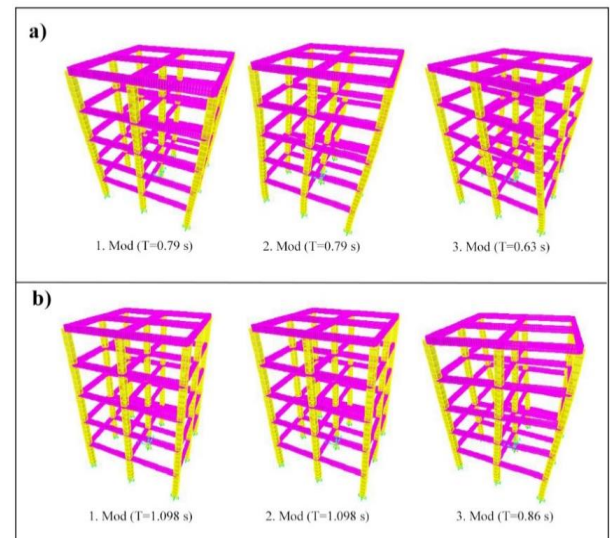 a)
1. Mod (T=0.79 s) 2. Mod (T=0.79 s) 3. Mod (T=0.63 s)
b)
1. Mod (T=1.098 s) 2. Mod (T=1.098 s) 3. Mod (T=0.86 s)